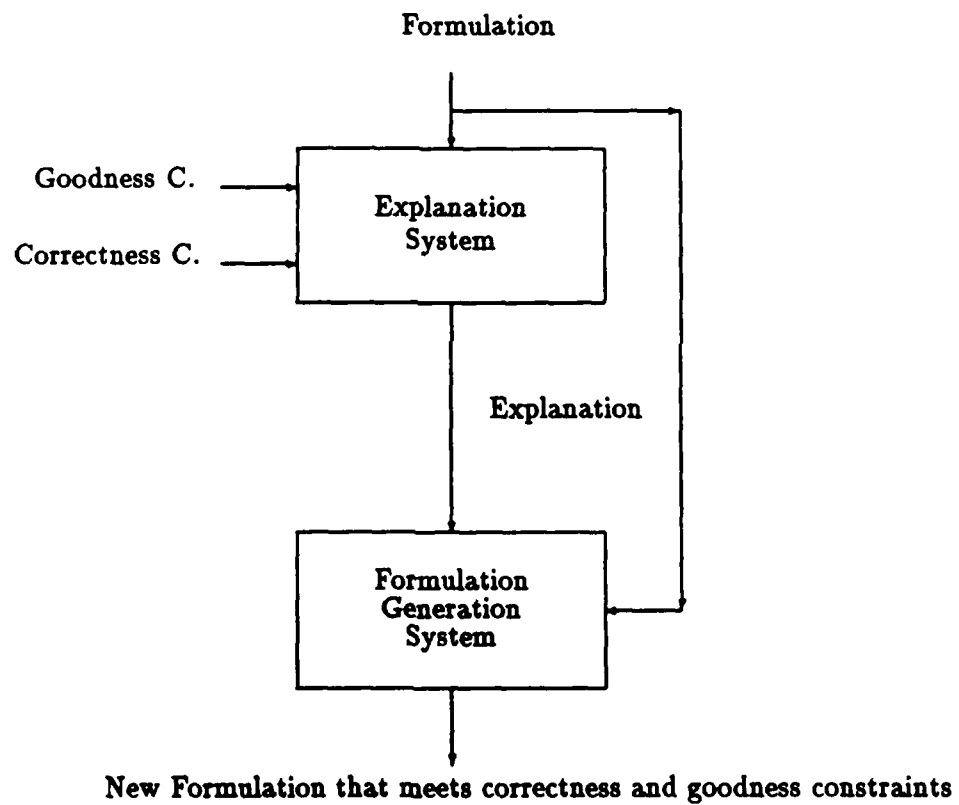 Formulation
Goodness C.
Correctness C.
Explanation
System
Explanation
Formulation
Generation
System
New Formulation that meets correctness and goodness constraints